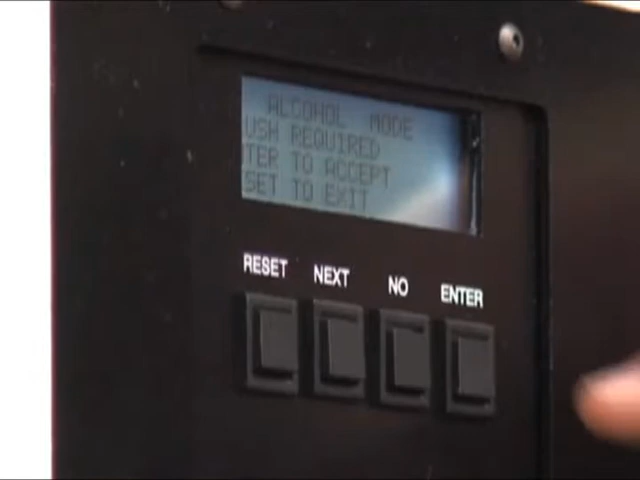 ALCOHOL MODE
USH REQUIRED
TER TO ACCEPT
SET TO EXIT
RESET NEXT NO ENTER